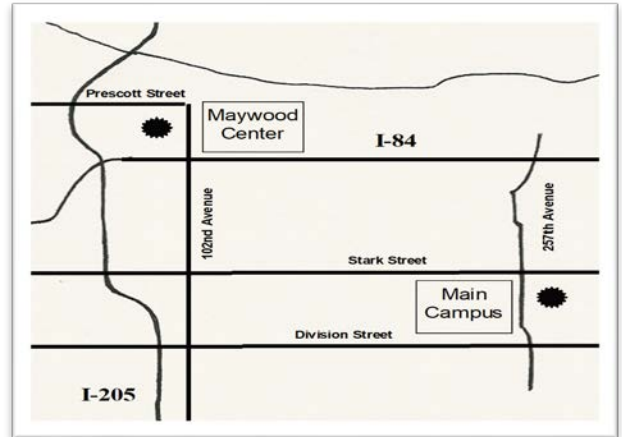 Prescott Street
Maywood
Center
I-84
102nd Avenue
257th Avenue
Stark Street
Main
Campus
Division Street
I-205